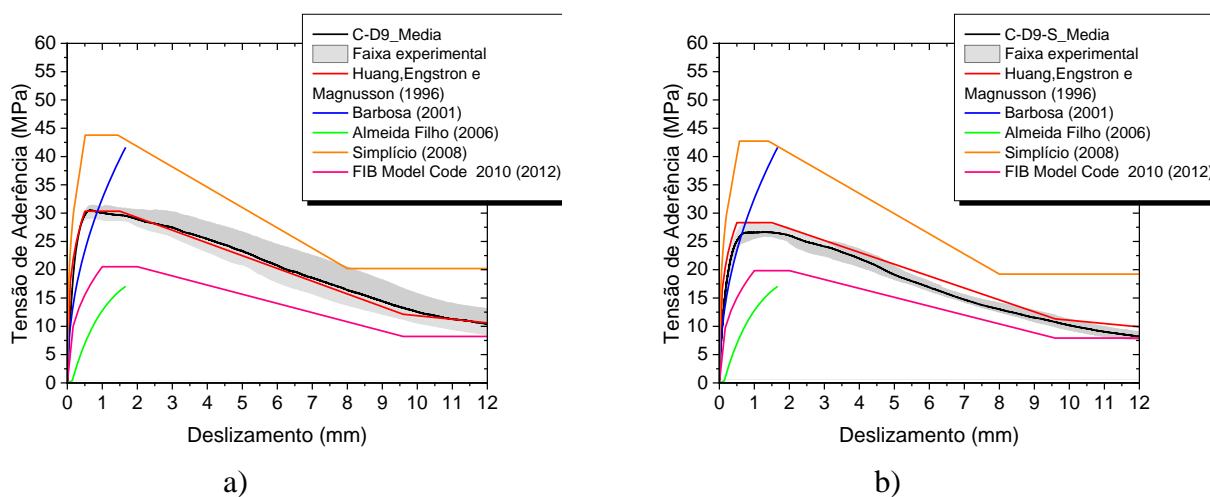 C-D9_Media
Faixa experimental
Huang,Engstron e
Magnusson (1996)
Barbosa (2001)
Almeida Filho (2006)
Simplício (2008)
FIB Model Code 2010 (2012)
60
55
50
45
40
35
30
25
20
15
10
5
0
Tensão de Aderência (MPa)
0 1 2 3 4 5 6 7 8 9 10 11 12
Deslizamento (mm)
a)
C-D9-S_Media
Faixa experimental
Huang,Engstron e
Magnusson (1996)
Barbosa (2001)
Almeida Filho (2006)
Simplício (2008)
FIB Model Code 2010 (2012)
60
55
50
45
40
35
30
25
20
15
10
5
0
Tensão de Aderência (MPa)
0 1 2 3 4 5 6 7 8 9 10 11 12
Deslizamento (mm)
b)